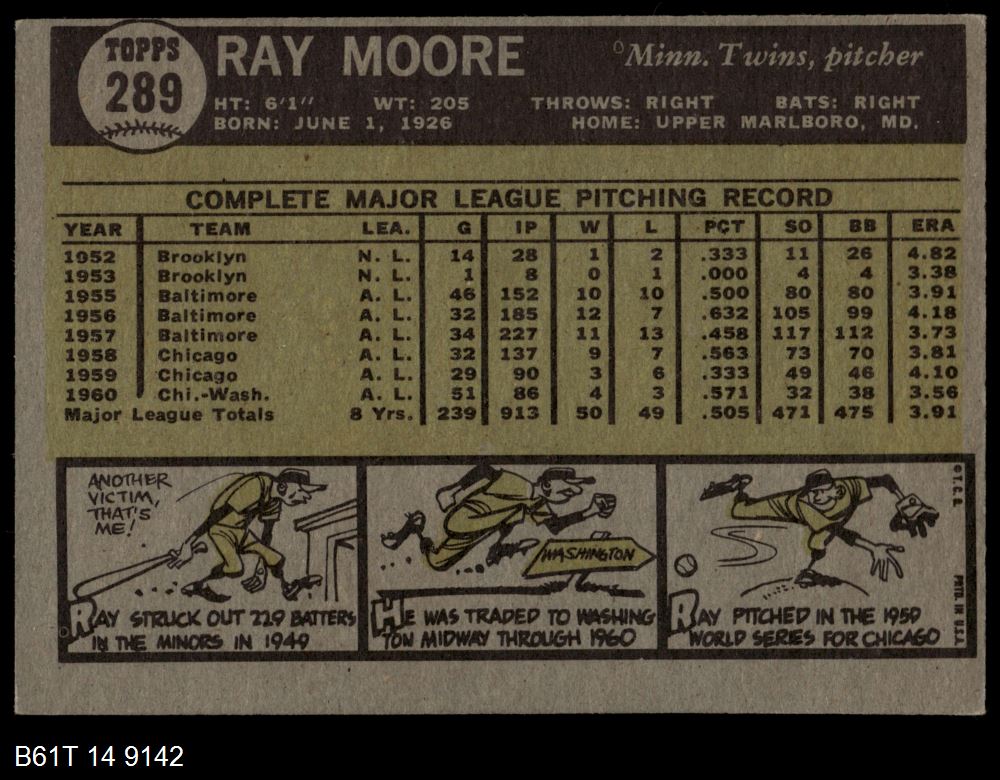 TOPPS
289
RAY MOORE
Minn. Twins, pitcher
HT: 6'1" WT: 205 THROWS: RIGHT BATS: RIGHT
BORN: JUNE 1, 1926 HOME: UPPER MARLBORO, MD.
COMPLETE MAJOR LEAGUE PITCHING RECORD
YEAR TEAM LEA. G IP W L PCT SO BB ERA
1952 Brooklyn N. L. 14 28 1 2 .333 11 26 4.82
1953 Brooklyn N. L. 1 8 0 1 .000 4 4 3.38
1955 Baltimore A. L. 46 152 10 10 .500 80 80 3.91
1956 Baltimore A. L. 32 185 12 7 .632 105 99 4.18
1957 Baltimore A. L. 34 227 11 13 .458 117 112 3.73
1958 Chicago A. L. 32 137 9 7 .563 73 70 3.81
1959 Chicago A. L. 29 90 3 6 .333 49 46 4.10
1960 Chi.-Wash. A. L. 51 86 4 3 .571 32 38 3.56
Major League Totals 8 Yrs. 239 913 50 49 .505 471 475 3.91
ANOTHER
VICTIM,
THAT'S
ME!
RAY STRUCK OUT 229 BATTERS
IN THE MINORS IN 1949
WASHINGTON
HE WAS TRADED TO WASHING
TON MIDWAY THROUGH 1960
RAY PITCHED IN THE 1959
WORLD SERIES FOR CHICAGO
© T.C.G. PRTD. IN U.S.A.
B61T 14 9142